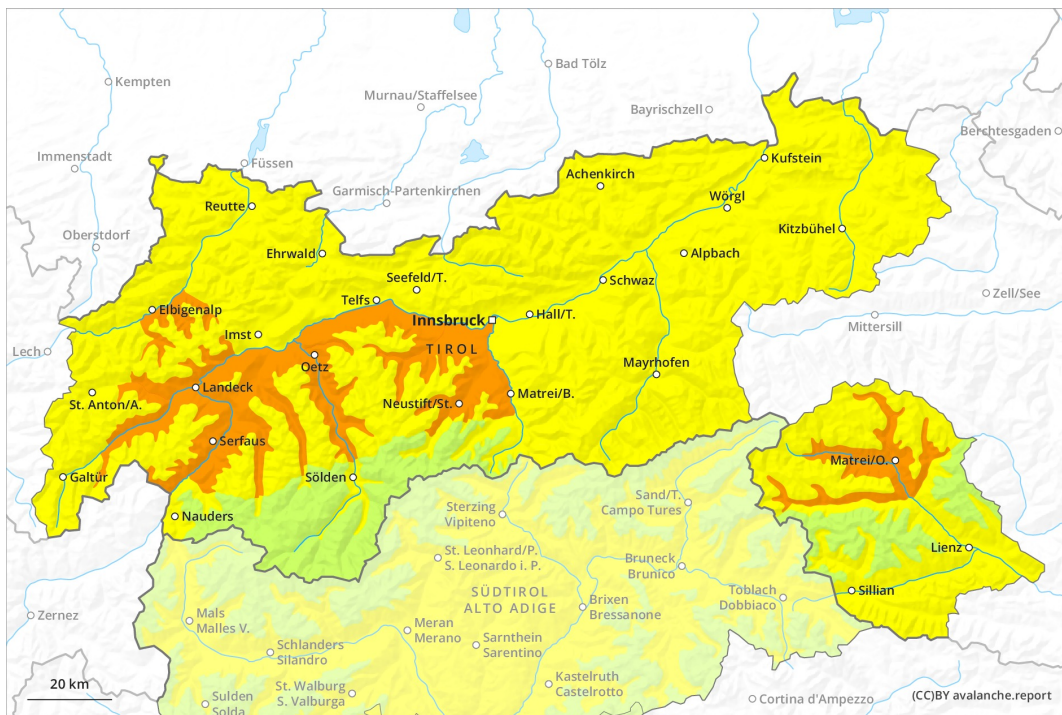 Bad Tölz
Kempten
Murnau/Staffelsee
Bayrischzell
Berchtesgaden
Immenstadt
Füssen
Kufstein
Achenkirch
Garmisch-Partenkirchen
Wörgl
Reutte
Oberstdorf
Kitzbühel
Ehrwald
Alpbach
Seefeld/T.
Schwaz
Zell/See
Telfs
Elbigenalp
Hall/T.
Innsbruck
Mittersill
Imst
TIROL
Lech
Oetz
Mayrhofen
Landeck
St. Anton/A.
Neustift/St.
Matrei/B.
Serfaus
Matrei/O.
Galtür
Sölden
Sand/T.
Campo Tures
Sterzing
Vipiteno
Nauders
Lienz
St. Leonhard/P.
S. Leonardo i. P.
Bruneck
Brunico
SÜDTIROL
ALTO ADIGE
Toblach
Dobbiaco
Sillian
Brixen
Bressanone
Zernez
Mals
Malles V.
Meran
Merano
Schlanders
Silandro
Sarnthein
Sarentino
20 km
St. Walburg
S. Valburga
Kastelruth
Castelrotto
Sulden
Solda
Cortina d'Ampezzo
(CC)BY avalanche.report